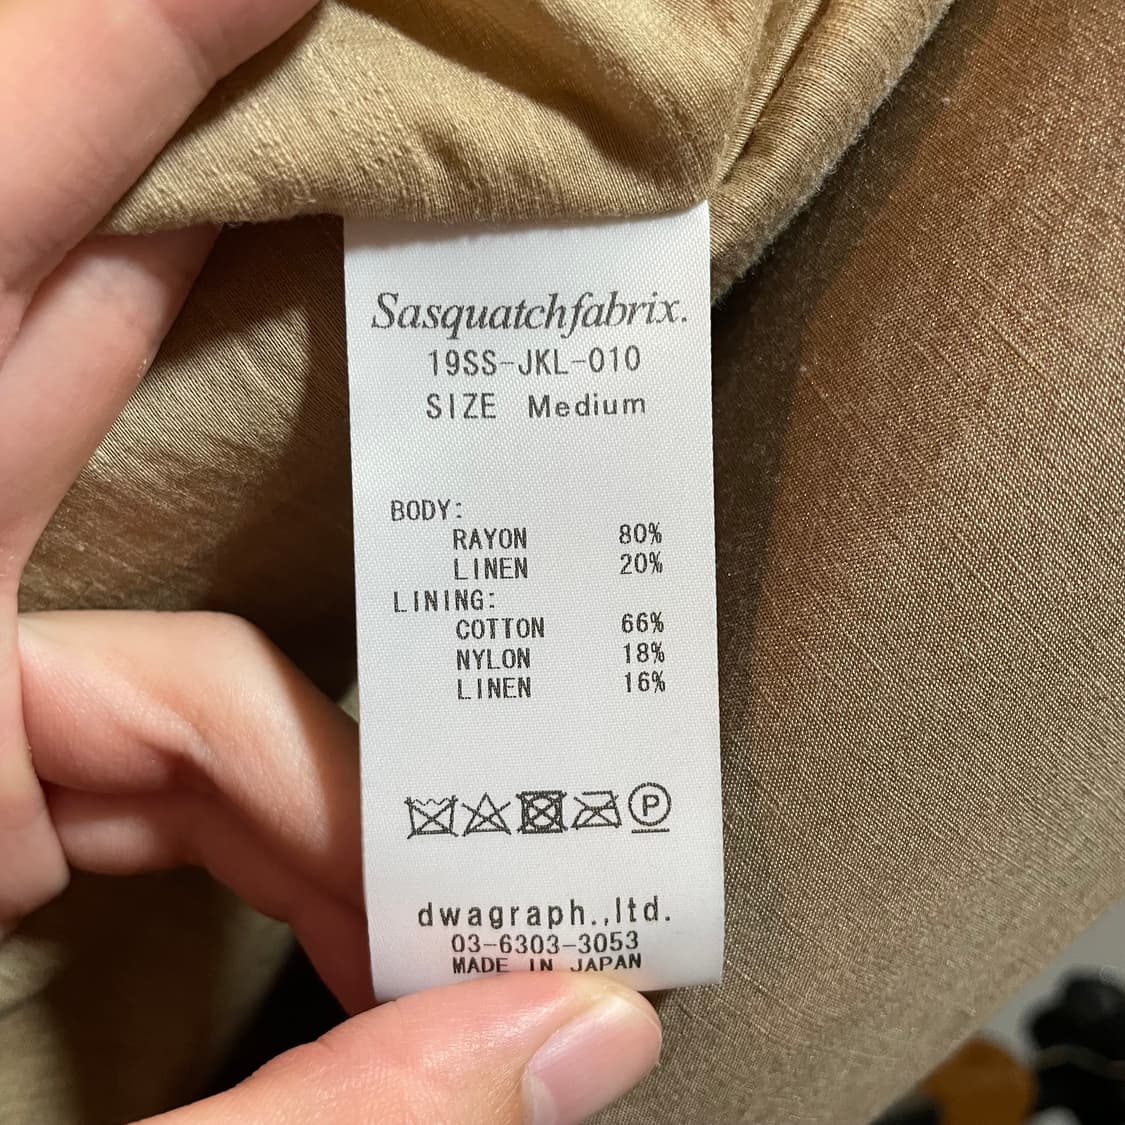 Sasquatchfabrix.
19SS-JKL-010
SIZE Medium
BODY:
RAYON 80%
LINEN 20%
LINING:
COTTON 66%
NYLON 18%
LINEN 16%
P
dwagraph.,ltd.
03-6303-3053
MADE IN JAPAN